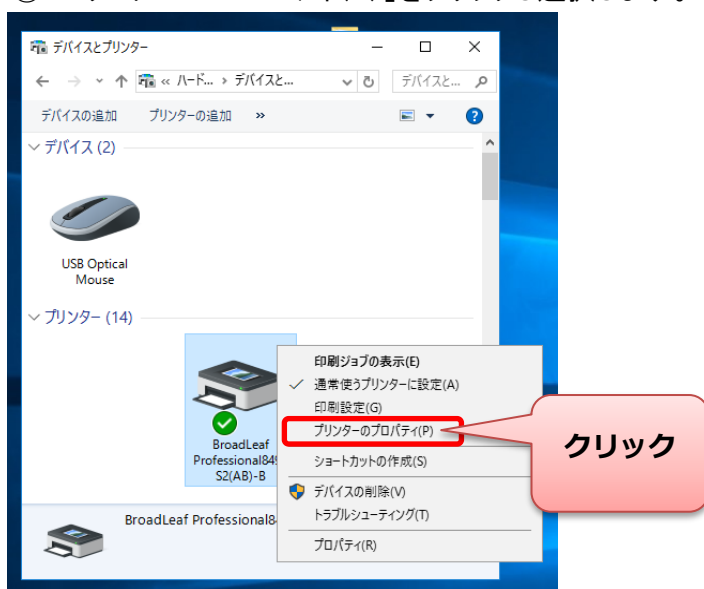 デバイスとプリンター
« ハード... › デバイスと...
デバイスと...
デバイスの追加 プリンターの追加 »
デバイス (2)
USB Optical
Mouse
プリンター (14)
BroadLeaf
S2(AB)-B
印刷ジョブの表示(E)
通常使うプリンターに設定(A)
印刷設定(G)
プリンターのプロパティ(P)
ショートカットの作成(S)
デバイスの削除(V)
トラブルシューティング(T)
プロパティ(R)
クリック
BroadLeaf